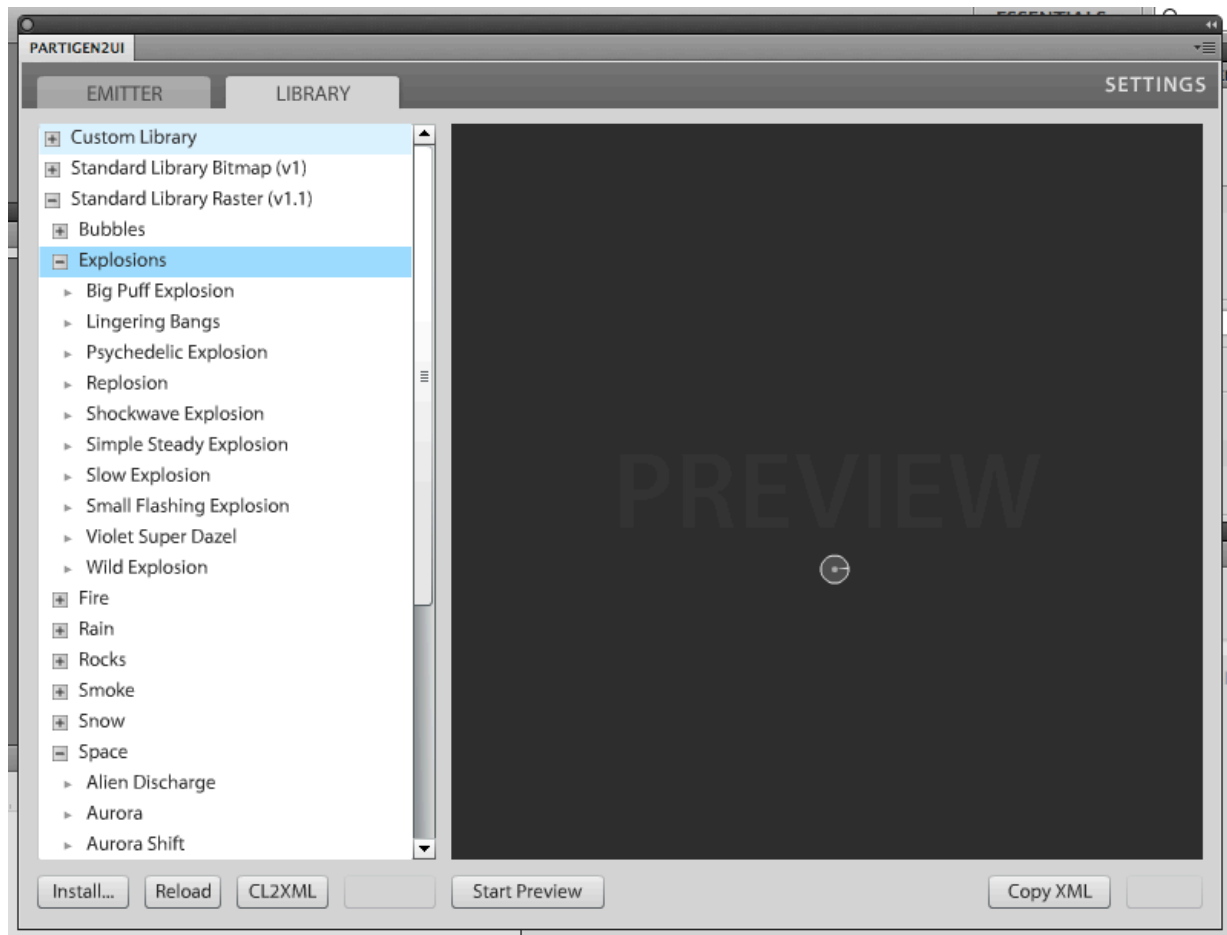 ESSENTIALS
PARTIGEN2UI
EMITTER
LIBRARY
SETTINGS
Custom Library
Standard Library Bitmap (v1)
Standard Library Raster (v1.1)
Bubbles
Explosions
Big Puff Explosion
Lingering Bangs
Psychedelic Explosion
Replosion
Shockwave Explosion
Simple Steady Explosion
Slow Explosion
Small Flashing Explosion
Violet Super Dazel
Wild Explosion
Fire
Rain
Rocks
Smoke
Snow
Space
Alien Discharge
Aurora
Aurora Shift
PREVIEW
Install...
Reload
CL2XML
Start Preview
Copy XML